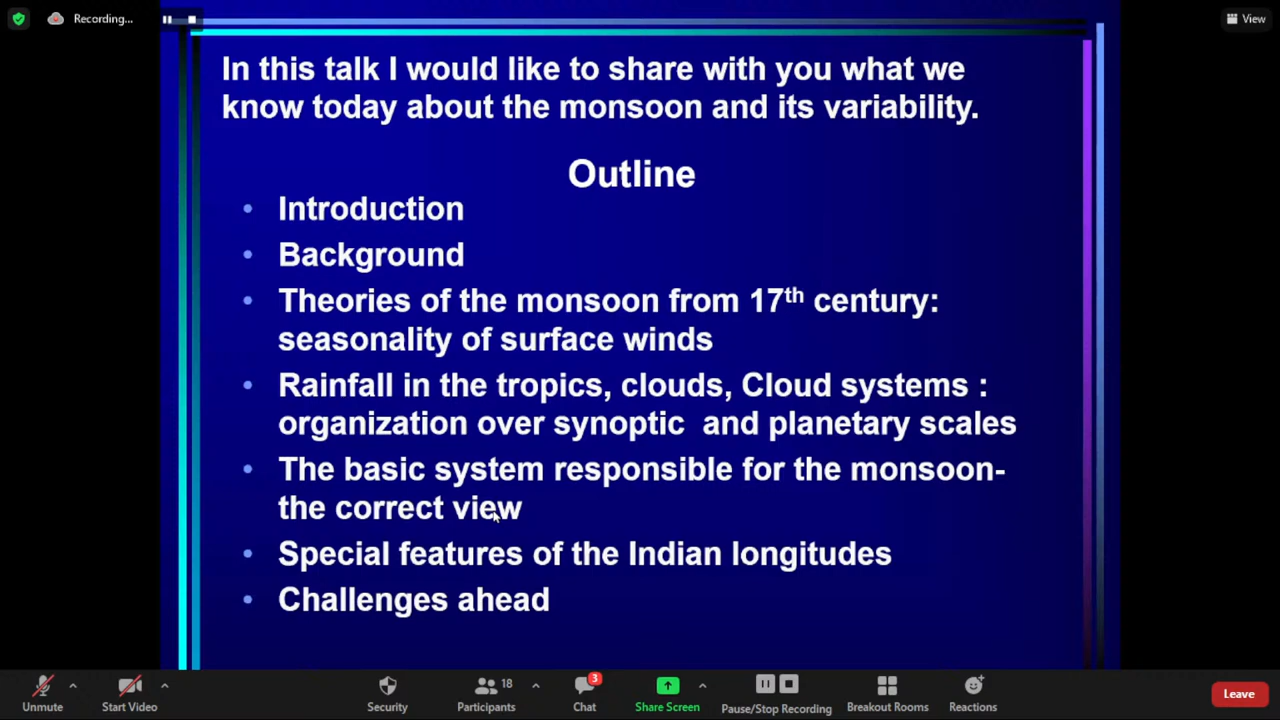 Recording...
View
In this talk I would like to share with you what we
know today about the monsoon and its variability.
Outline
• Introduction
• Background
• Theories of the monsoon from 17th century:
seasonality of surface winds
• Rainfall in the tropics, clouds, Cloud systems :
organization over synoptic  and planetary scales
• The basic system responsible for the monsoon-
the correct view
• Special features of the Indian longitudes
• Challenges ahead
18
3
Unmute
Start Video
Security
Participants
Chat
Share Screen
Pause/Stop Recording
Breakout Rooms
Reactions
Leave